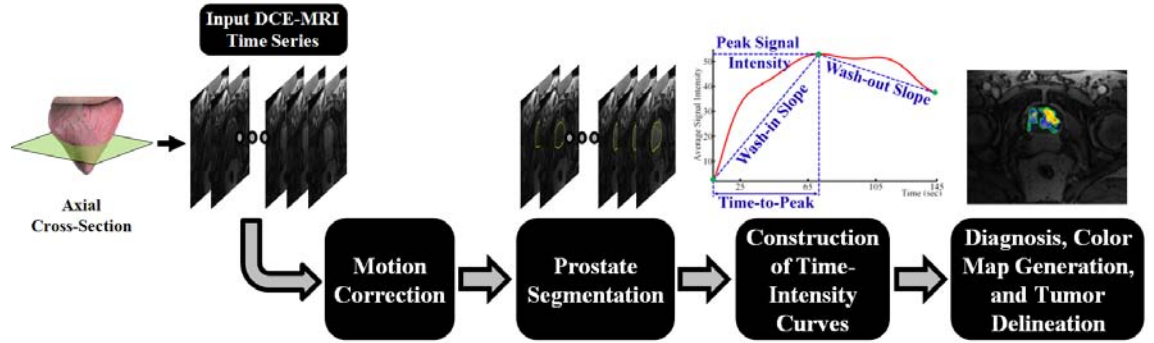 Input DCE-MRI
Time Series
Axial
Cross-Section
Peak Signal
Intensity
Wash-in Slope
Wash-out Slope
Average Signal Intensity
50
40
30
20
10
25
65
105
145
Time (sec)
Time-to-Peak
Motion
Correction
Prostate
Segmentation
Construction
of Time-
Intensity
Curves
Diagnosis, Color
Map Generation,
and Tumor
Delineation